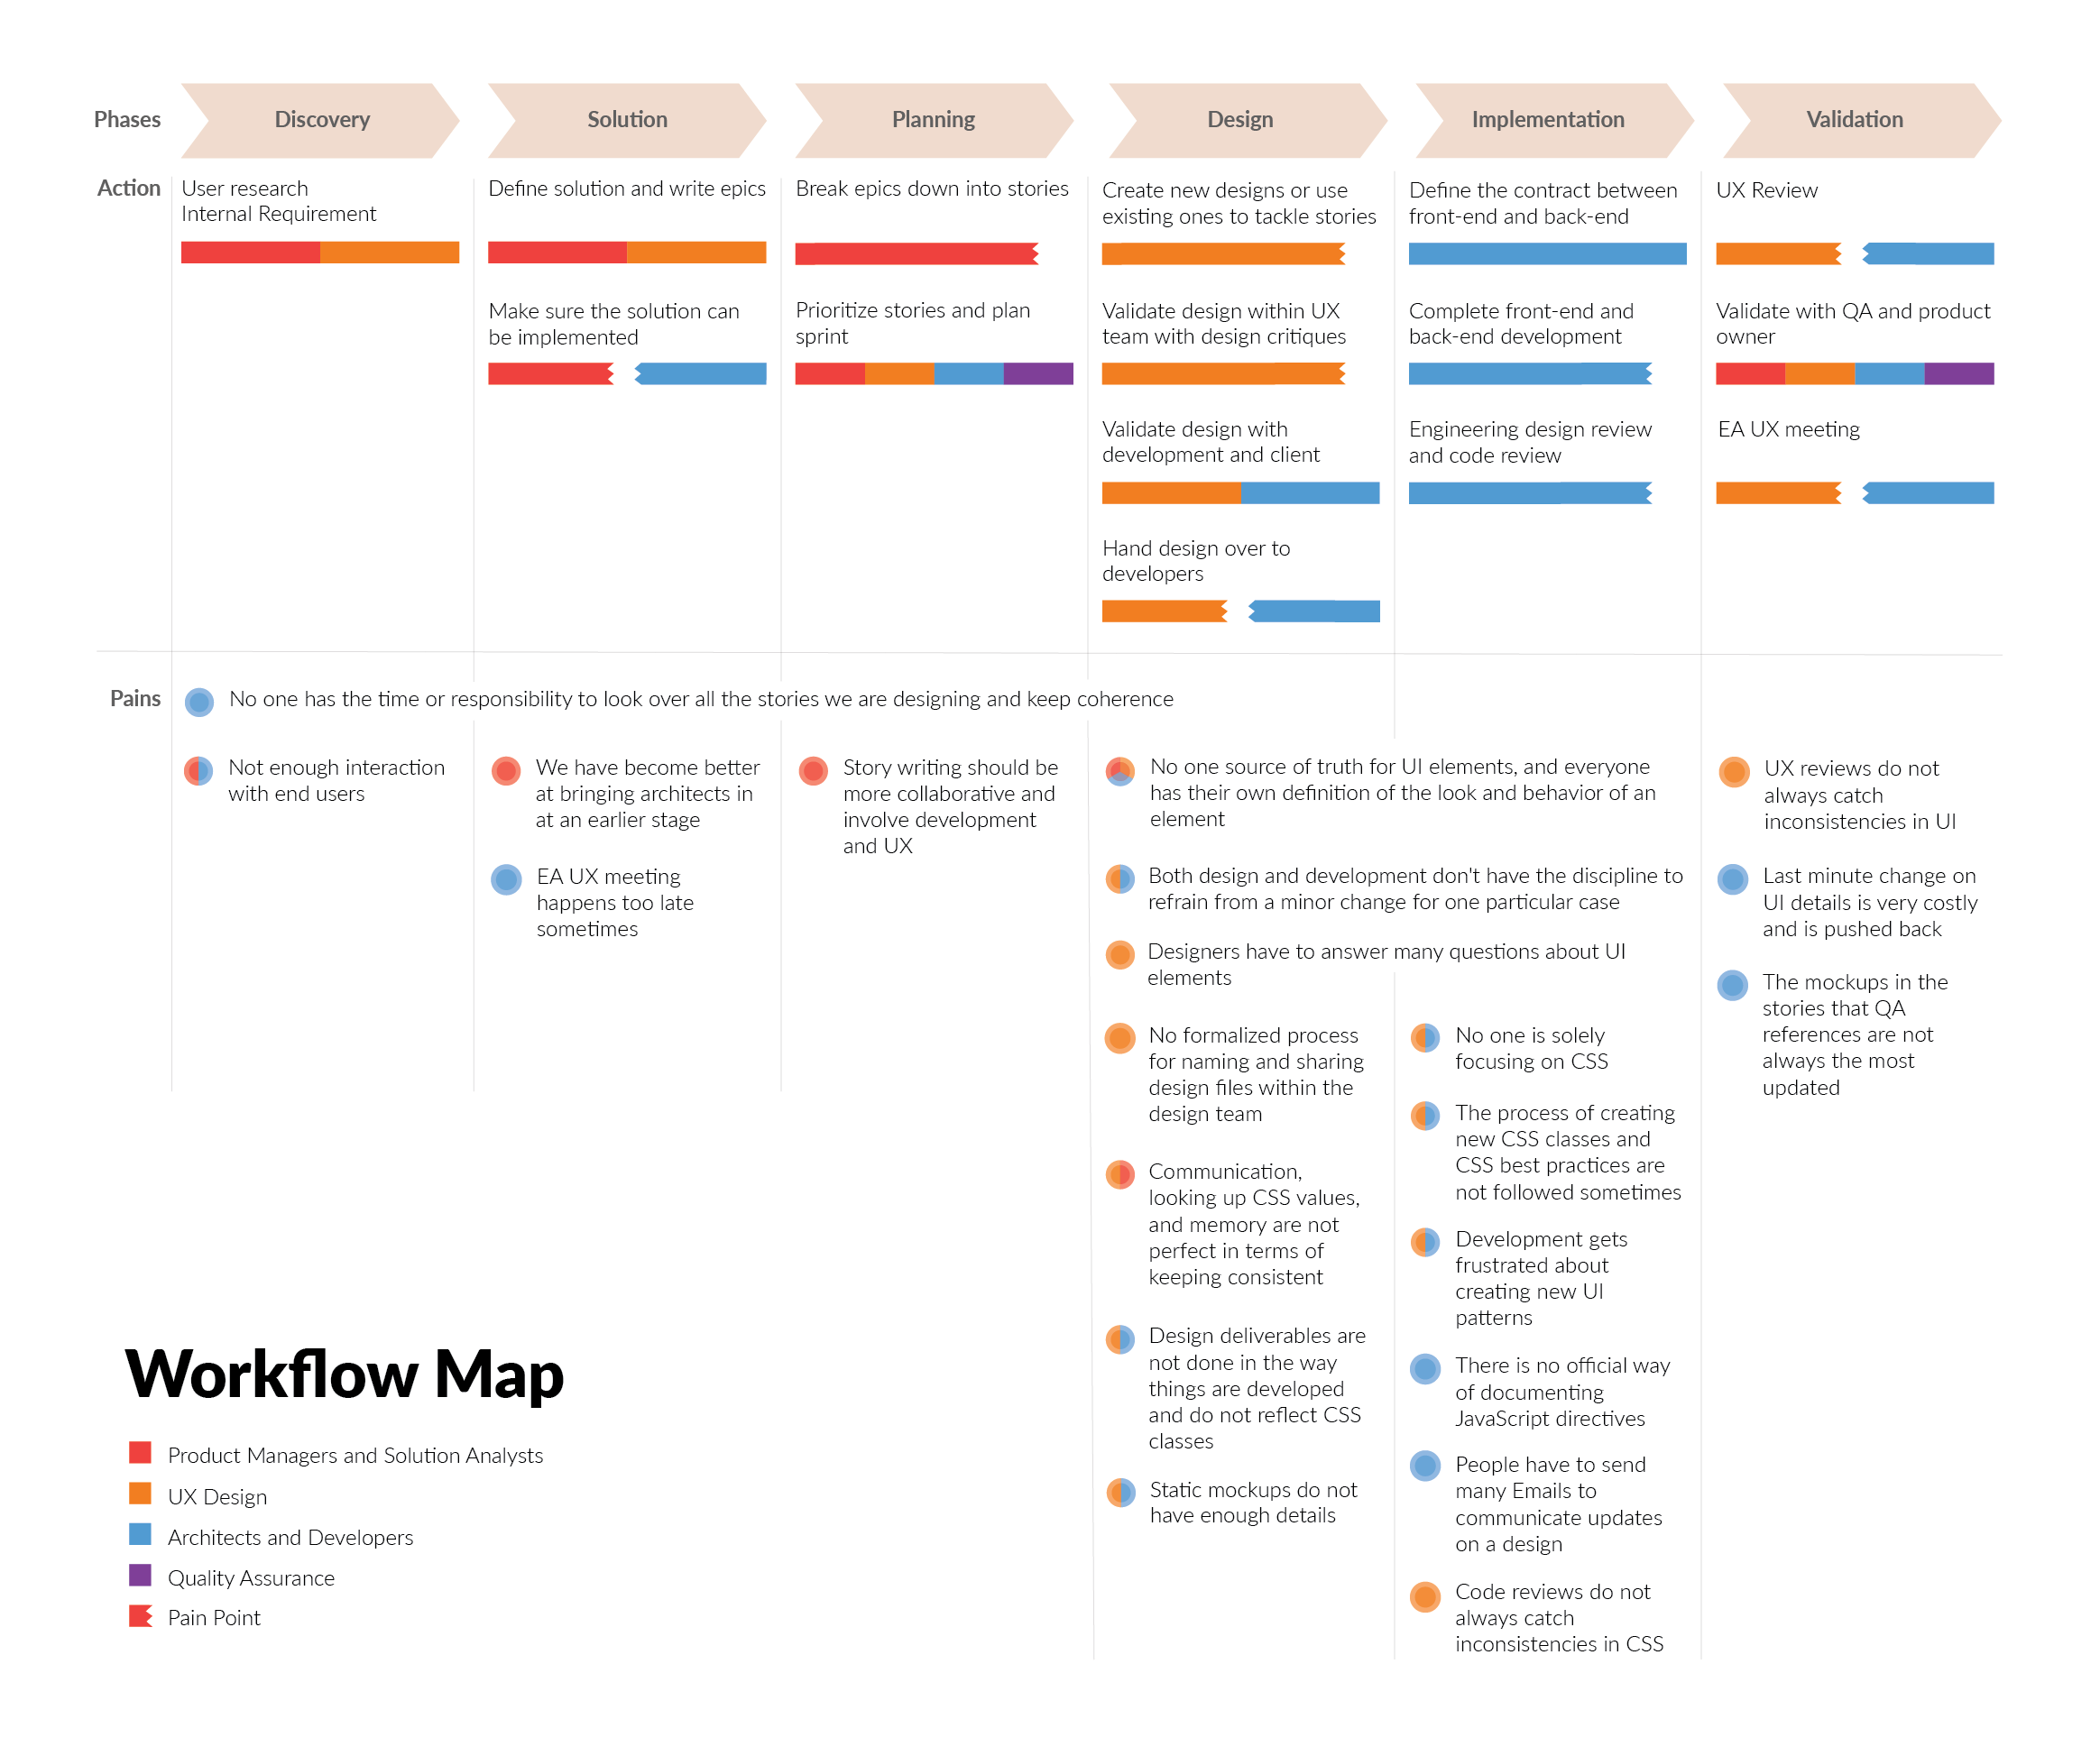 Phases
Discovery
Solution
Planning
Design
Implementation
Validation
Action
User research
Internal Requirement
Define solution and write epics
Make sure the solution can
be implemented
Break epics down into stories
Prioritize stories and plan
sprint
Create new designs or use
existing ones to tackle stories
Validate design within UX
team with design critiques
Validate design with
development and client
Hand design over to
developers
Define the contract between
front-end and back-end
Complete front-end and
back-end development
Engineering design review
and code review
UX Review
Validate with QA and product
owner
EA UX meeting
Pains
No one has the time or responsibility to look over all the stories we are designing and keep coherence
Not enough interaction
with end users
We have become better
at bringing architects in
at an earlier stage
EA UX meeting
happens too late
sometimes
Story writing should be
more collaborative and
involve development
and UX
No one source of truth for UI elements, and everyone
has their own definition of the look and behavior of an
element
Both design and development don't have the discipline to
refrain from a minor change for one particular case
Designers have to answer many questions about UI
elements
No formalized process
for naming and sharing
design files within the
design team
Communication,
looking up CSS values,
and memory are not
perfect in terms of
keeping consistent
Design deliverables are
not done in the way
things are developed
and do not reflect CSS
classes
Static mockups do not
have enough details
No one is solely
focusing on CSS
The process of creating
new CSS classes and
CSS best practices are
not followed sometimes
Development gets
frustrated about
creating new UI
patterns
There is no official way
of documenting
JavaScript directives
People have to send
many Emails to
communicate updates
on a design
Code reviews do not
always catch
inconsistencies in CSS
UX reviews do not
always catch
inconsistencies in UI
Last minute change on
UI details is very costly
and is pushed back
The mockups in the
stories that QA
references are not
always the most
updated
Workflow Map
Product Managers and Solution Analysts
UX Design
Architects and Developers
Quality Assurance
Pain Point